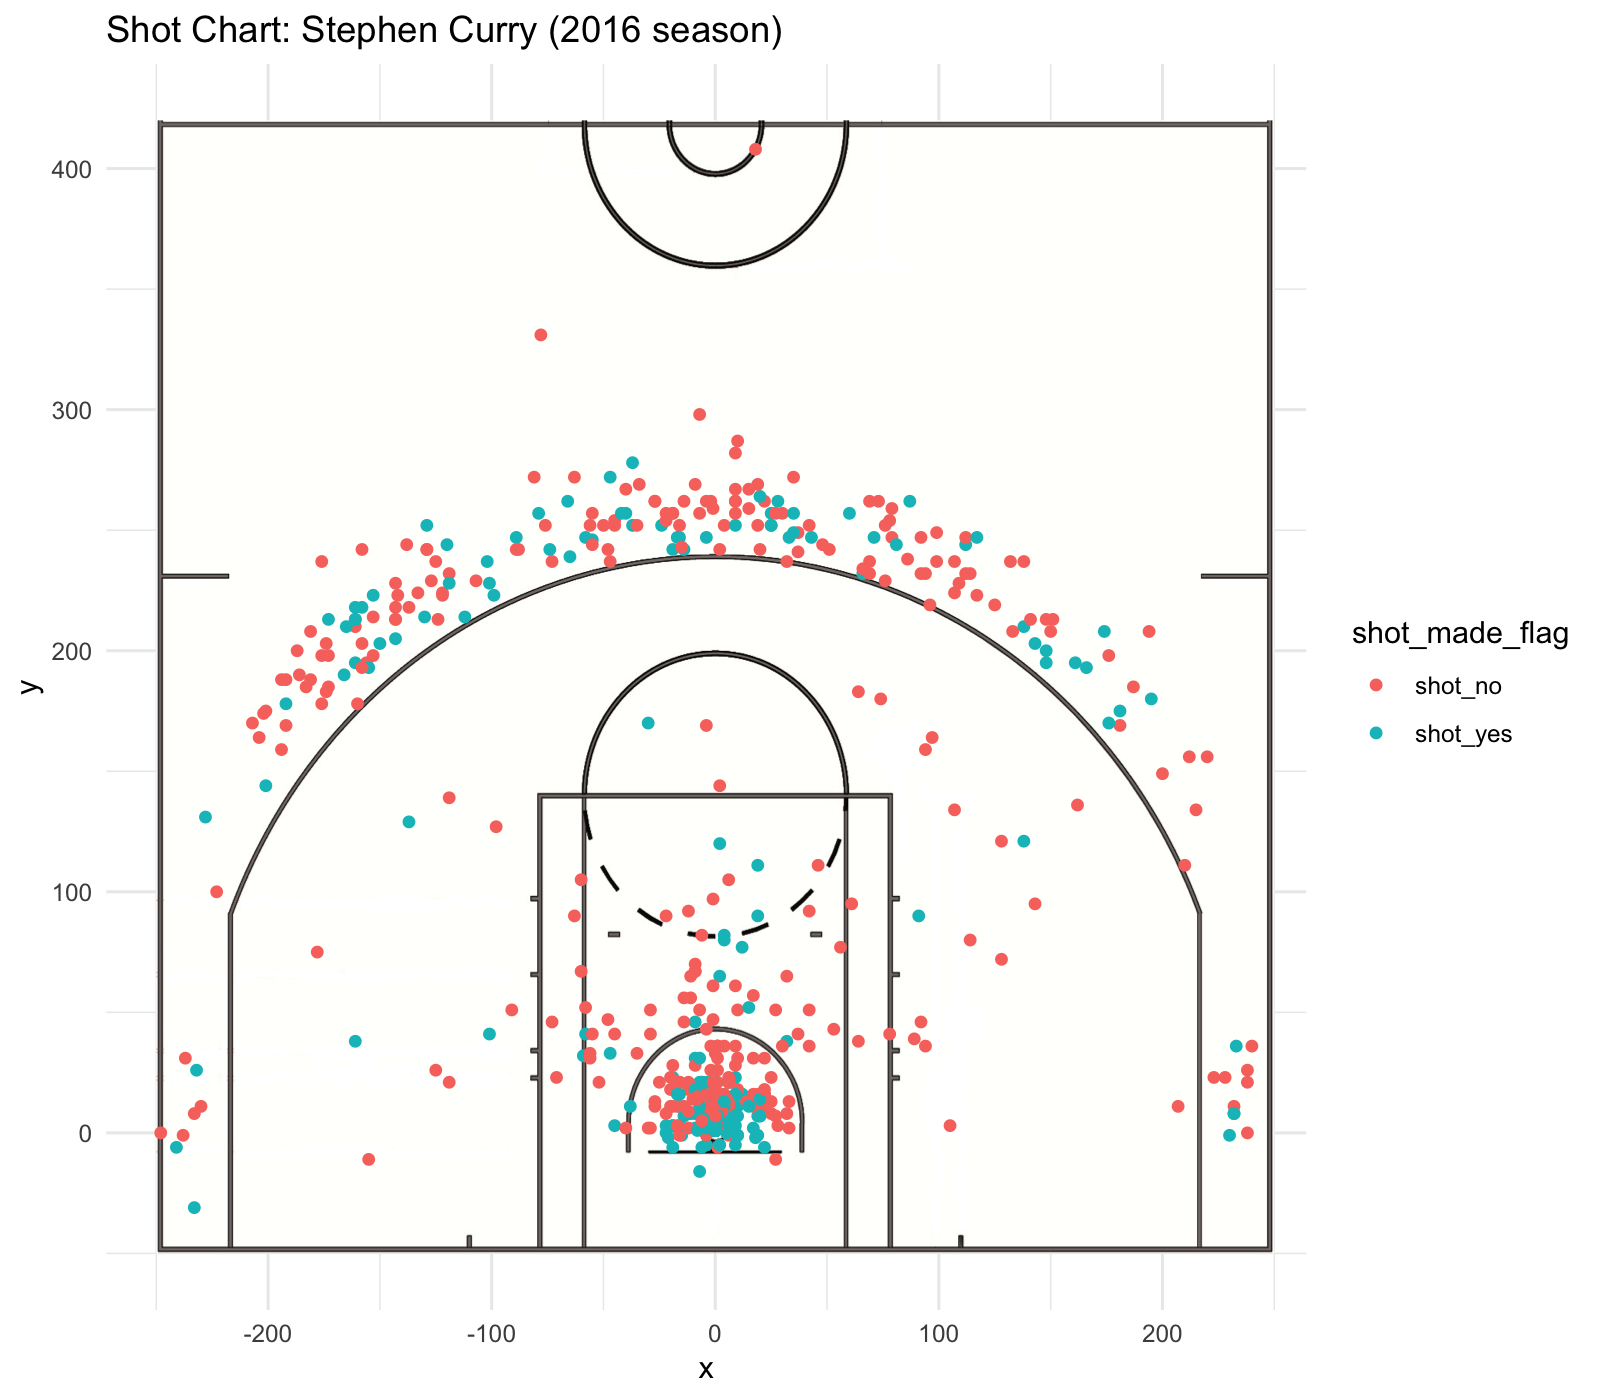 Shot Chart: Stephen Curry (2016 season)
400
300
200
100
0
y
-200 -100 0 100 200
x
shot_made_flag
shot_no
shot_yes